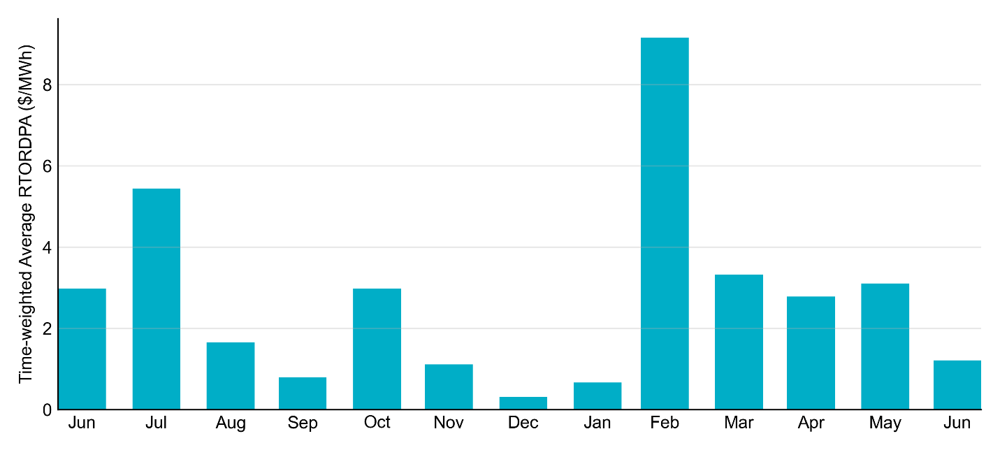 Time-weighted Average RTORDPA ($/MWh)
8
6
4
2
0
Jun Jul Aug Sep Oct Nov Dec Jan Feb Mar Apr May Jun